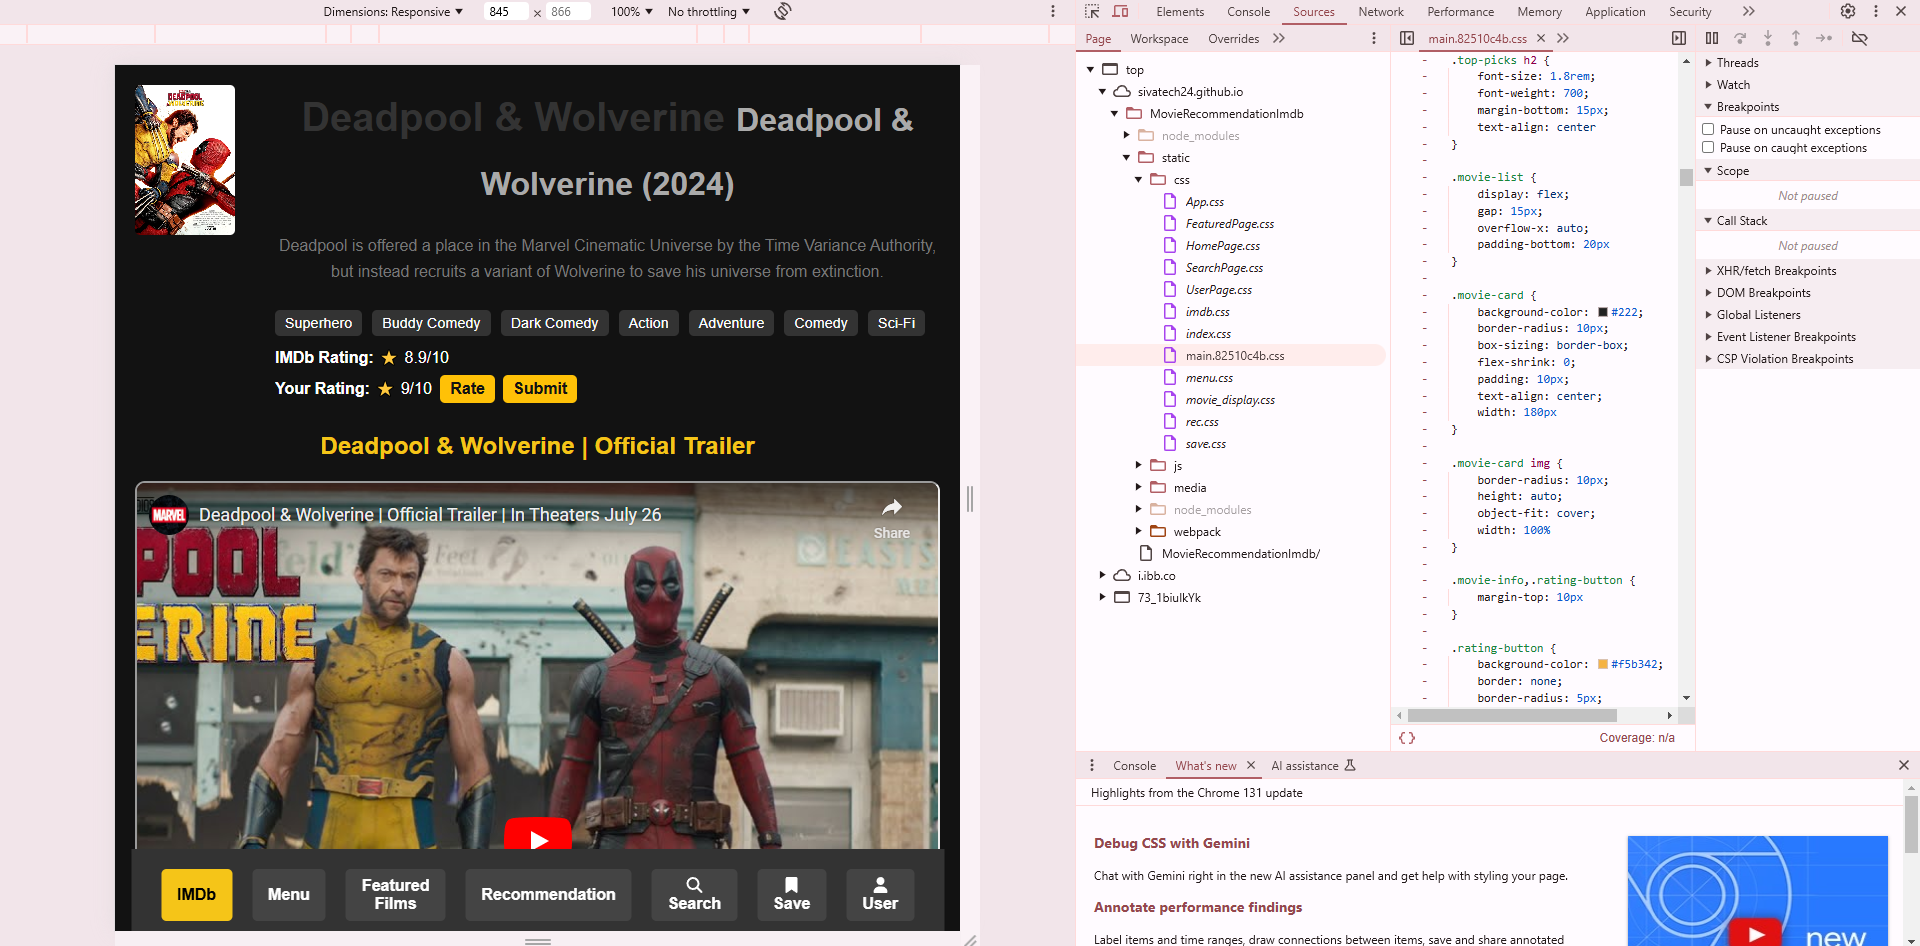 Dimensions: Responsive
845
×
866
100%
No throttling
Deadpool & Wolverine Deadpool &
Wolverine (2024)
Deadpool is offered a place in the Marvel Cinematic Universe by the Time Variance Authority,
but instead recruits a variant of Wolverine to save his universe from extinction.
Superhero
Buddy Comedy
Dark Comedy
Action
Adventure
Comedy
Sci-Fi
IMDb Rating: ★ 8.9/10
Your Rating: ★ 9/10 Rate Submit
Deadpool & Wolverine | Official Trailer
MARVEL
Deadpool & Wolverine | Official Trailer | In Theaters July 26
Share
POOL
ERINE
IMDb
Menu
Featured
Films
Recommendation
Search
Save
User
Elements
Console
Sources
Network
Performance
Memory
Application
Security
Page
Workspace
Overrides
top
sivatech24.github.io
MovieRecommendationImdb
node_modules
static
css
App.css
FeaturedPage.css
HomePage.css
SearchPage.css
UserPage.css
imdb.css
index.css
main.82510c4b.css
menu.css
movie_display.css
rec.css
save.css
js
media
node_modules
webpack
MovieRecommendationImdb/
i.ibb.co
73_1biulkYk
main.82510c4b.css
- .top-picks h2 {
- font-size: 1.8rem;
- font-weight: 700;
- margin-bottom: 15px;
- text-align: center
- }
-
- .movie-list {
- display: flex;
- gap: 15px;
- overflow-x: auto;
- padding-bottom: 20px
- }
-
- .movie-card {
- background-color: #222;
- border-radius: 10px;
- box-sizing: border-box;
- flex-shrink: 0;
- padding: 10px;
- text-align: center;
- width: 180px
- }
-
- .movie-card img {
- border-radius: 10px;
- height: auto;
- object-fit: cover;
- width: 100%
- }
-
- .movie-info,.rating-button {
- margin-top: 10px
- }
-
- .rating-button {
- background-color: #f5b342;
- border: none;
- border-radius: 5px;
{ }
Coverage: n/a
Threads
Watch
Breakpoints
Pause on uncaught exceptions
Pause on caught exceptions
Scope
Not paused
Call Stack
Not paused
XHR/fetch Breakpoints
DOM Breakpoints
Global Listeners
Event Listener Breakpoints
CSP Violation Breakpoints
Console
What's new
AI assistance
Highlights from the Chrome 131 update
Debug CSS with Gemini
Chat with Gemini right in the new AI assistance panel and get help with styling your page.
Annotate performance findings
Label items and time ranges, draw connections between items, save and share annotated
new